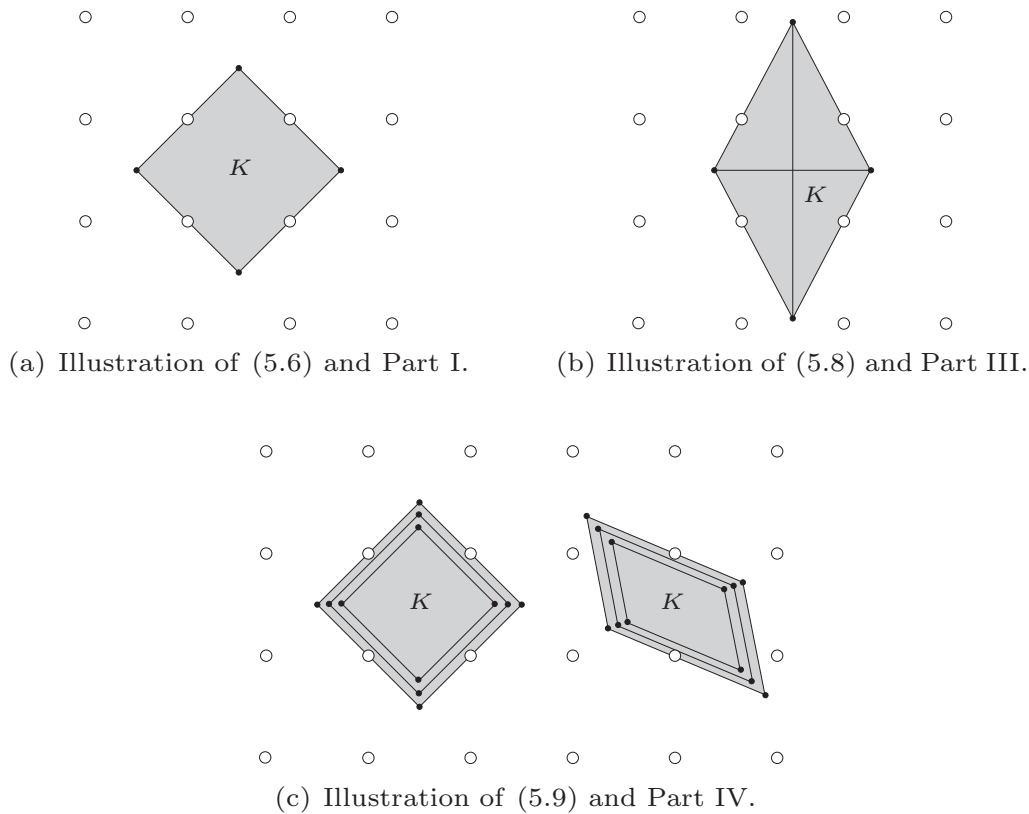 K
K
(a) Illustration of (5.6) and Part I.
(b) Illustration of (5.8) and Part III.
K
K
(c) Illustration of (5.9) and Part IV.